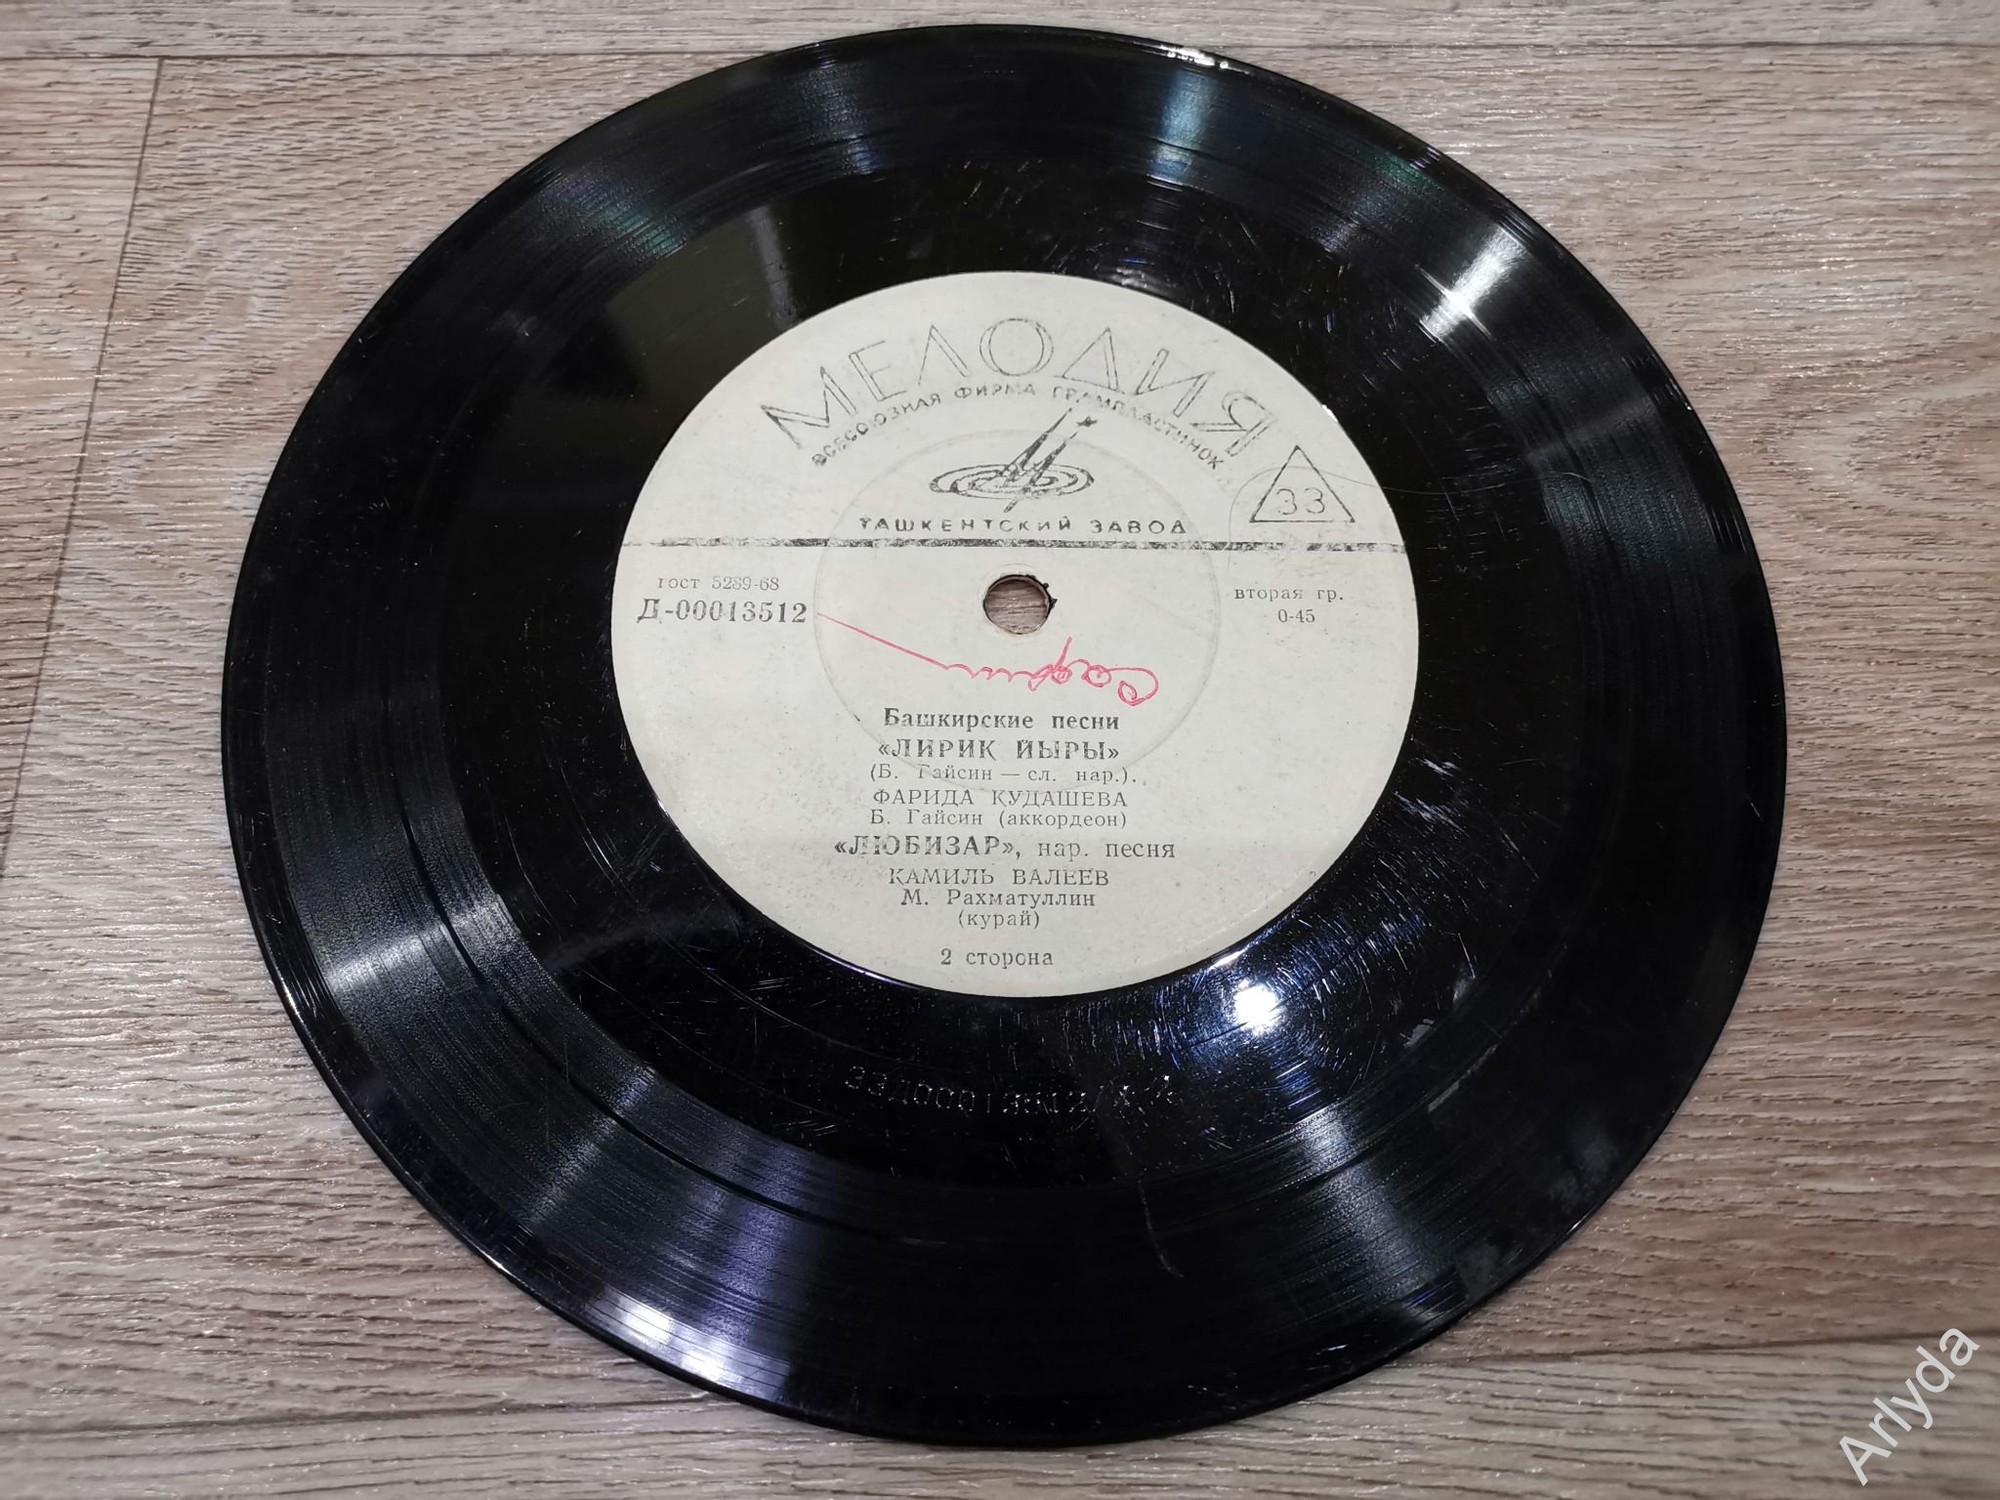 МЕЛОДИЯ
ВСЕСОЮЗНАЯ ФИРМА ГРАМПЛАСТИНОК
ТАШКЕНТСКИЙ ЗАВОД
33
ГОСТ 5289-68
Д-00013512
вторая гр.
0-45
Башкирские песни
«ЛИРИК ЙЫРЫ»
(Б. Гайсин — сл. нар.).
ФАРИДА КУДАШЕВА
Б. Гайсин (аккордеон)
«ЛЮБИЗАР», нар. песня
КАМИЛЬ ВАЛЕЕВ
М. Рахматуллин
(курай)
2 сторона
Arlyda